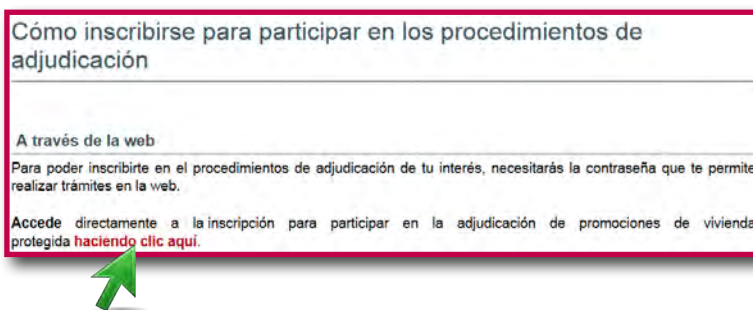 Cómo inscribirse para participar en los procedimientos de
adjudicación
A través de la web
Para poder inscribirte en el procedimientos de adjudicación de tu interés, necesitarás la contraseña que te permite
realizar trámites en la web.
Accede directamente a la inscripción para participar en la adjudicación de promociones de vivienda
protegida haciendo clic aquí.